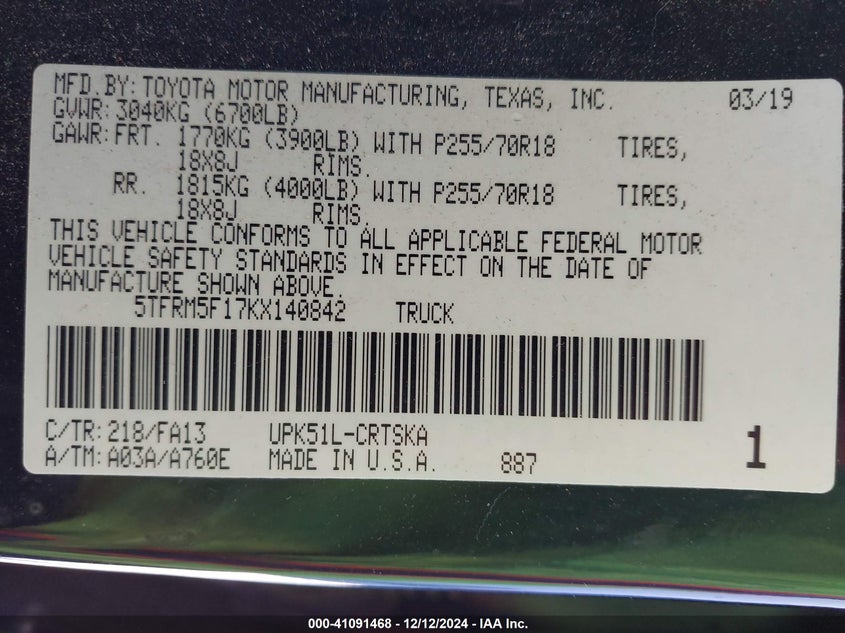 MFD.BY:TOYOTA MOTOR MANUFACTURING, TEXAS, INC. 03/19
GVWR:3040KG (6700LB)
GAWR:FRT. 1770KG (3900LB) WITH P255/70R18 TIRES,
18X8J RIMS.
RR. 1815KG (4000LB) WITH P255/70R18 TIRES,
18X8J RIMS.
THIS VEHICLE CONFORMS TO ALL APPLICABLE FEDERAL MOTOR
VEHICLE SAFETY STANDARDS IN EFFECT ON THE DATE OF
MANUFACTURE SHOWN ABOVE.
5TFRM5F17KX140842 TRUCK
C/TR:218/FA13 UPK51L-CRTSKA
A/TM:A03A/A760E MADE IN U.S.A. 887 1
000-41091468 - 12/12/2024 - IAA Inc.